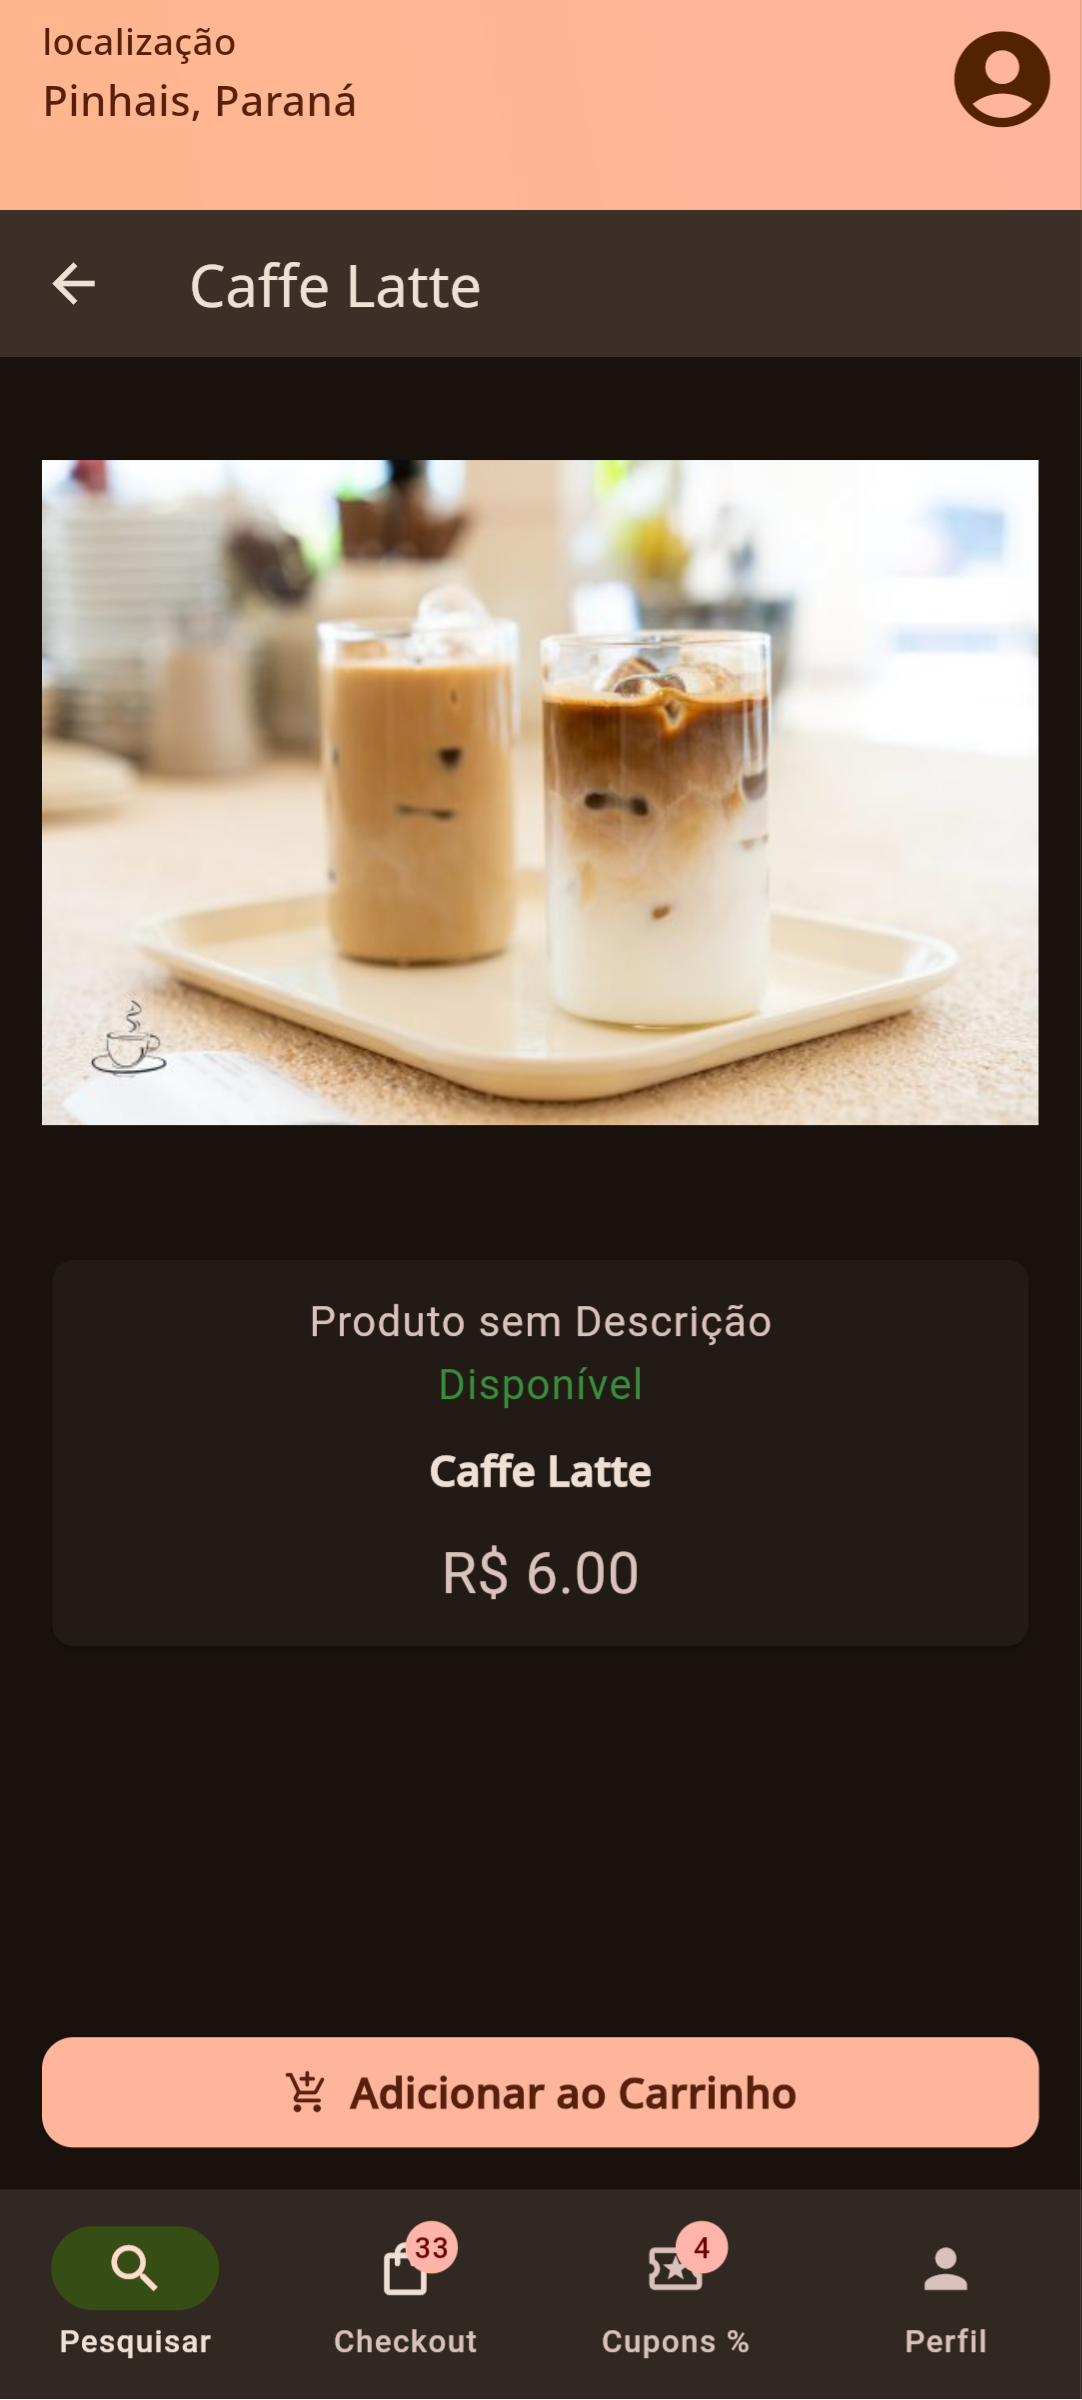 localização
Pinhais, Paraná
Caffe Latte
Produto sem Descrição
Disponível
Caffe Latte
R$ 6.00
Adicionar ao Carrinho
33
4
Pesquisar
Checkout
Cupons %
Perfil